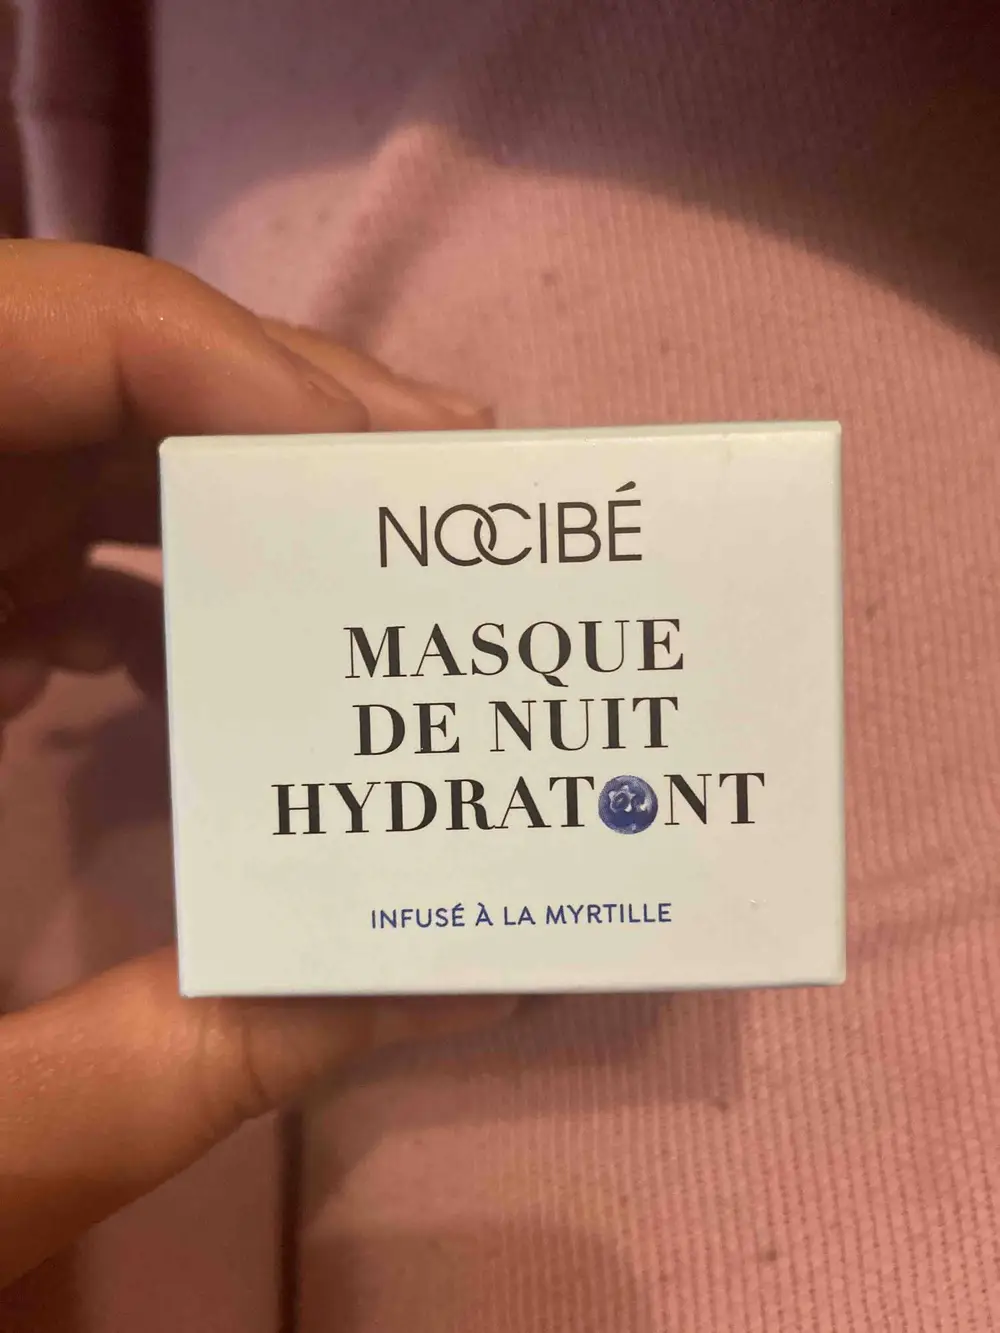 NOCIBÉ
MASQUE
DE NUIT
HYDRATANT
INFUSÉ À LA MYRTILLE